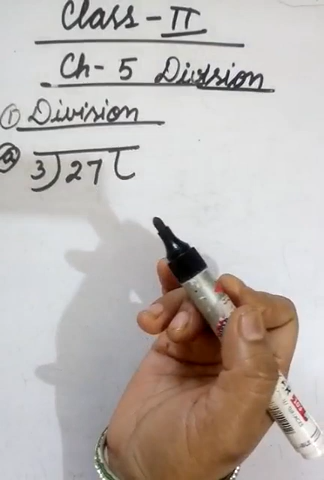 Class - II
Ch- 5 Division
① Division
ⓐ 3)27(